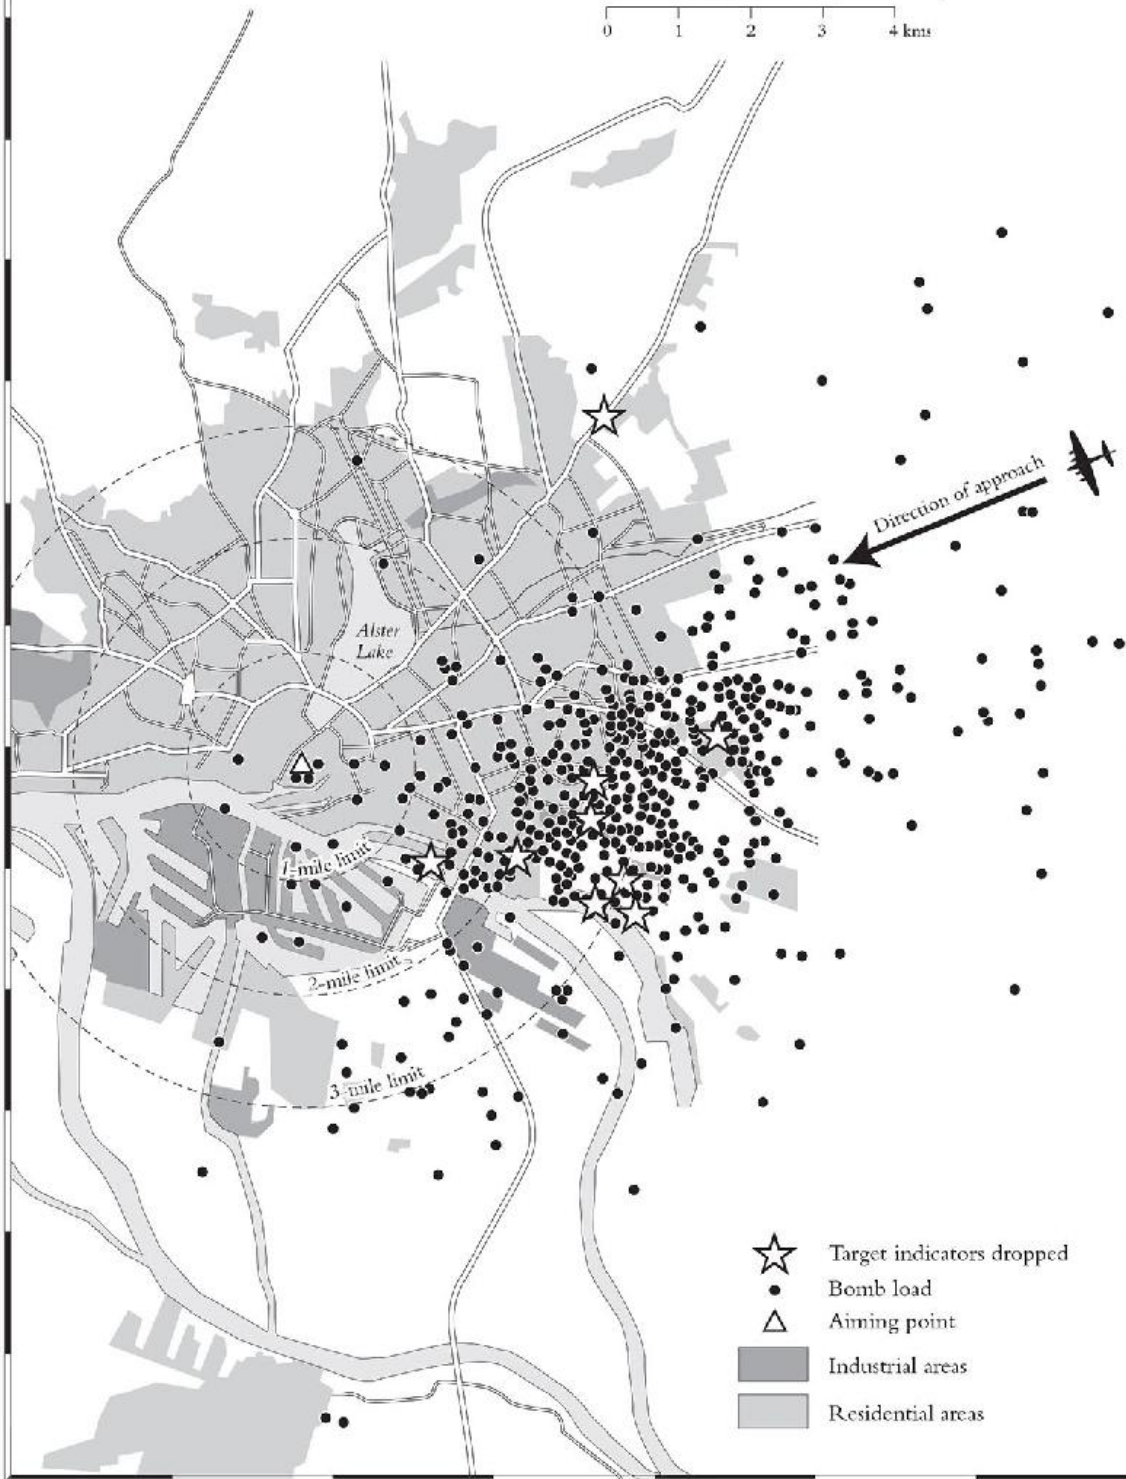 0 1 2 3 4 kms
Direction of approach
Alster
Lake
1-mile limit
2-mile limit
3-mile limit
Target indicators dropped
Bomb load
Aiming point
Industrial areas
Residential areas